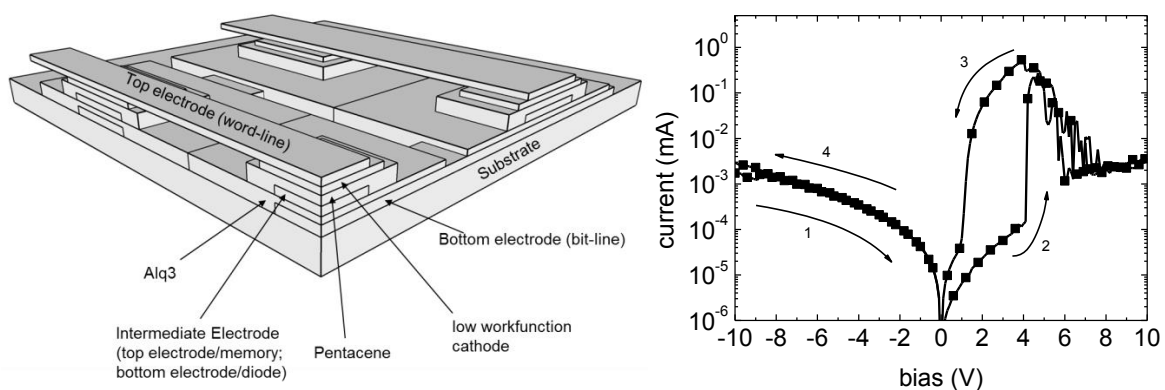 Top electrode (word-line)
Substrate
Bottom electrode (bit-line)
Alq3
Intermediate Electrode
(top electrode/memory;
bottom electrode/diode)
Pentacene
low workfunction
cathode
current (mA)
10⁰
10⁻¹
10⁻²
10⁻³
10⁻⁴
10⁻⁵
10⁻⁶
3
4
1
2
-10 -8 -6 -4 -2 0 2 4 6 8 10
bias (V)